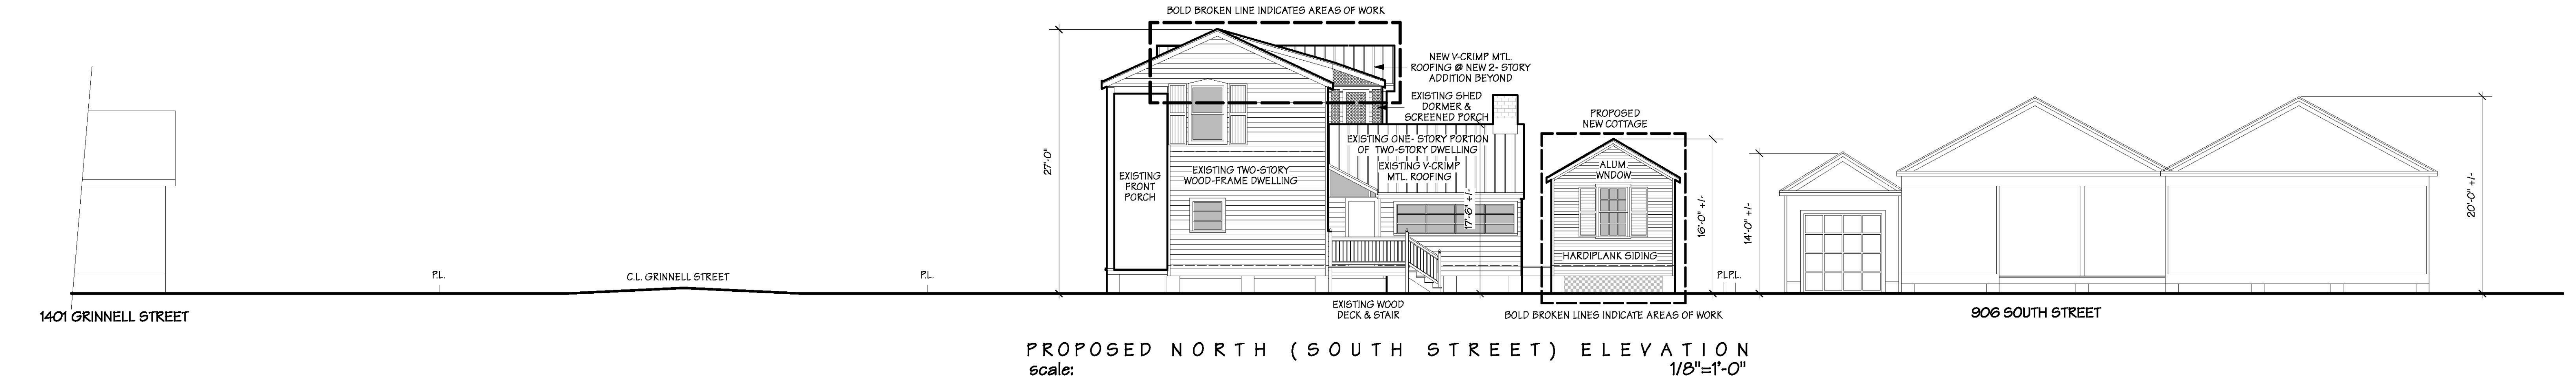 BOLD BROKEN LINE INDICATES AREAS OF WORK
27'-0"
NEW V-CRIMP MTL.
ROOFING @ NEW 2- STORY
ADDITION BEYOND
EXISTING SHED
DORMER &
SCREENED PORCH
EXISTING ONE- STORY PORTION
OF TWO-STORY DWELLING
EXISTING V-CRIMP
MTL. ROOFING
17'-6" +/-
EXISTING
FRONT
PORCH
EXISTING TWO-STORY
WOOD-FRAME DWELLING
PROPOSED
NEW COTTAGE
ALUM.
WNDOW
HARDIPLANK SIDING
16'-0" +/-
14'-0" +/-
20'-0" +/-
P.L.
C.L. GRINNELL STREET
P.L.
P.L.
P.L.
EXISTING WOOD
DECK & STAIR
BOLD BROKEN LINES INDICATE AREAS OF WORK
1401 GRINNELL STREET
906 SOUTH STREET
PROPOSED NORTH (SOUTH STREET) ELEVATION
scale: 1/8"=1'-0"